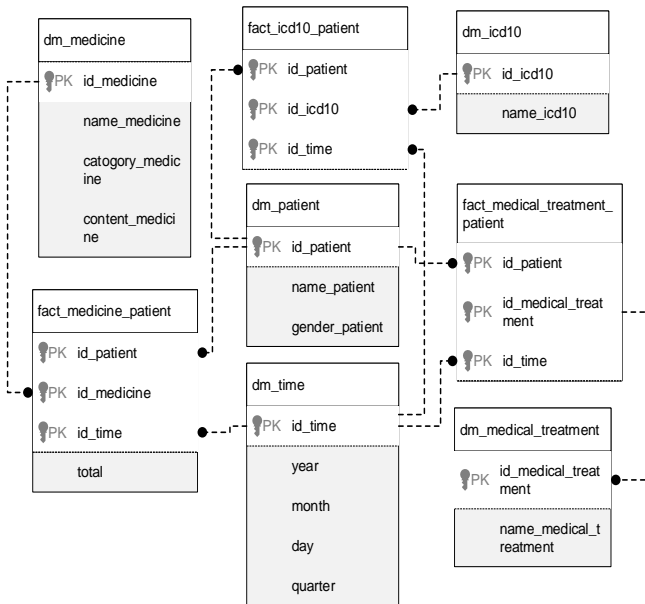 dm_medicine
PK id_medicine
name_medicine
catogory_medic
ine
content_medici
ne
fact_icd10_patient
PK id_patient
PK id_icd10
PK id_time
dm_icd10
PK id_icd10
name_icd10
dm_patient
PK id_patient
name_patient
gender_patient
fact_medical_treatment_
patient
PK id_patient
PK id_medical_treat
ment
PK id_time
fact_medicine_patient
PK id_patient
PK id_medicine
PK id_time
total
dm_time
PK id_time
year
month
day
quarter
dm_medical_treatment
PK id_medical_treat
ment
name_medical_t
reatment